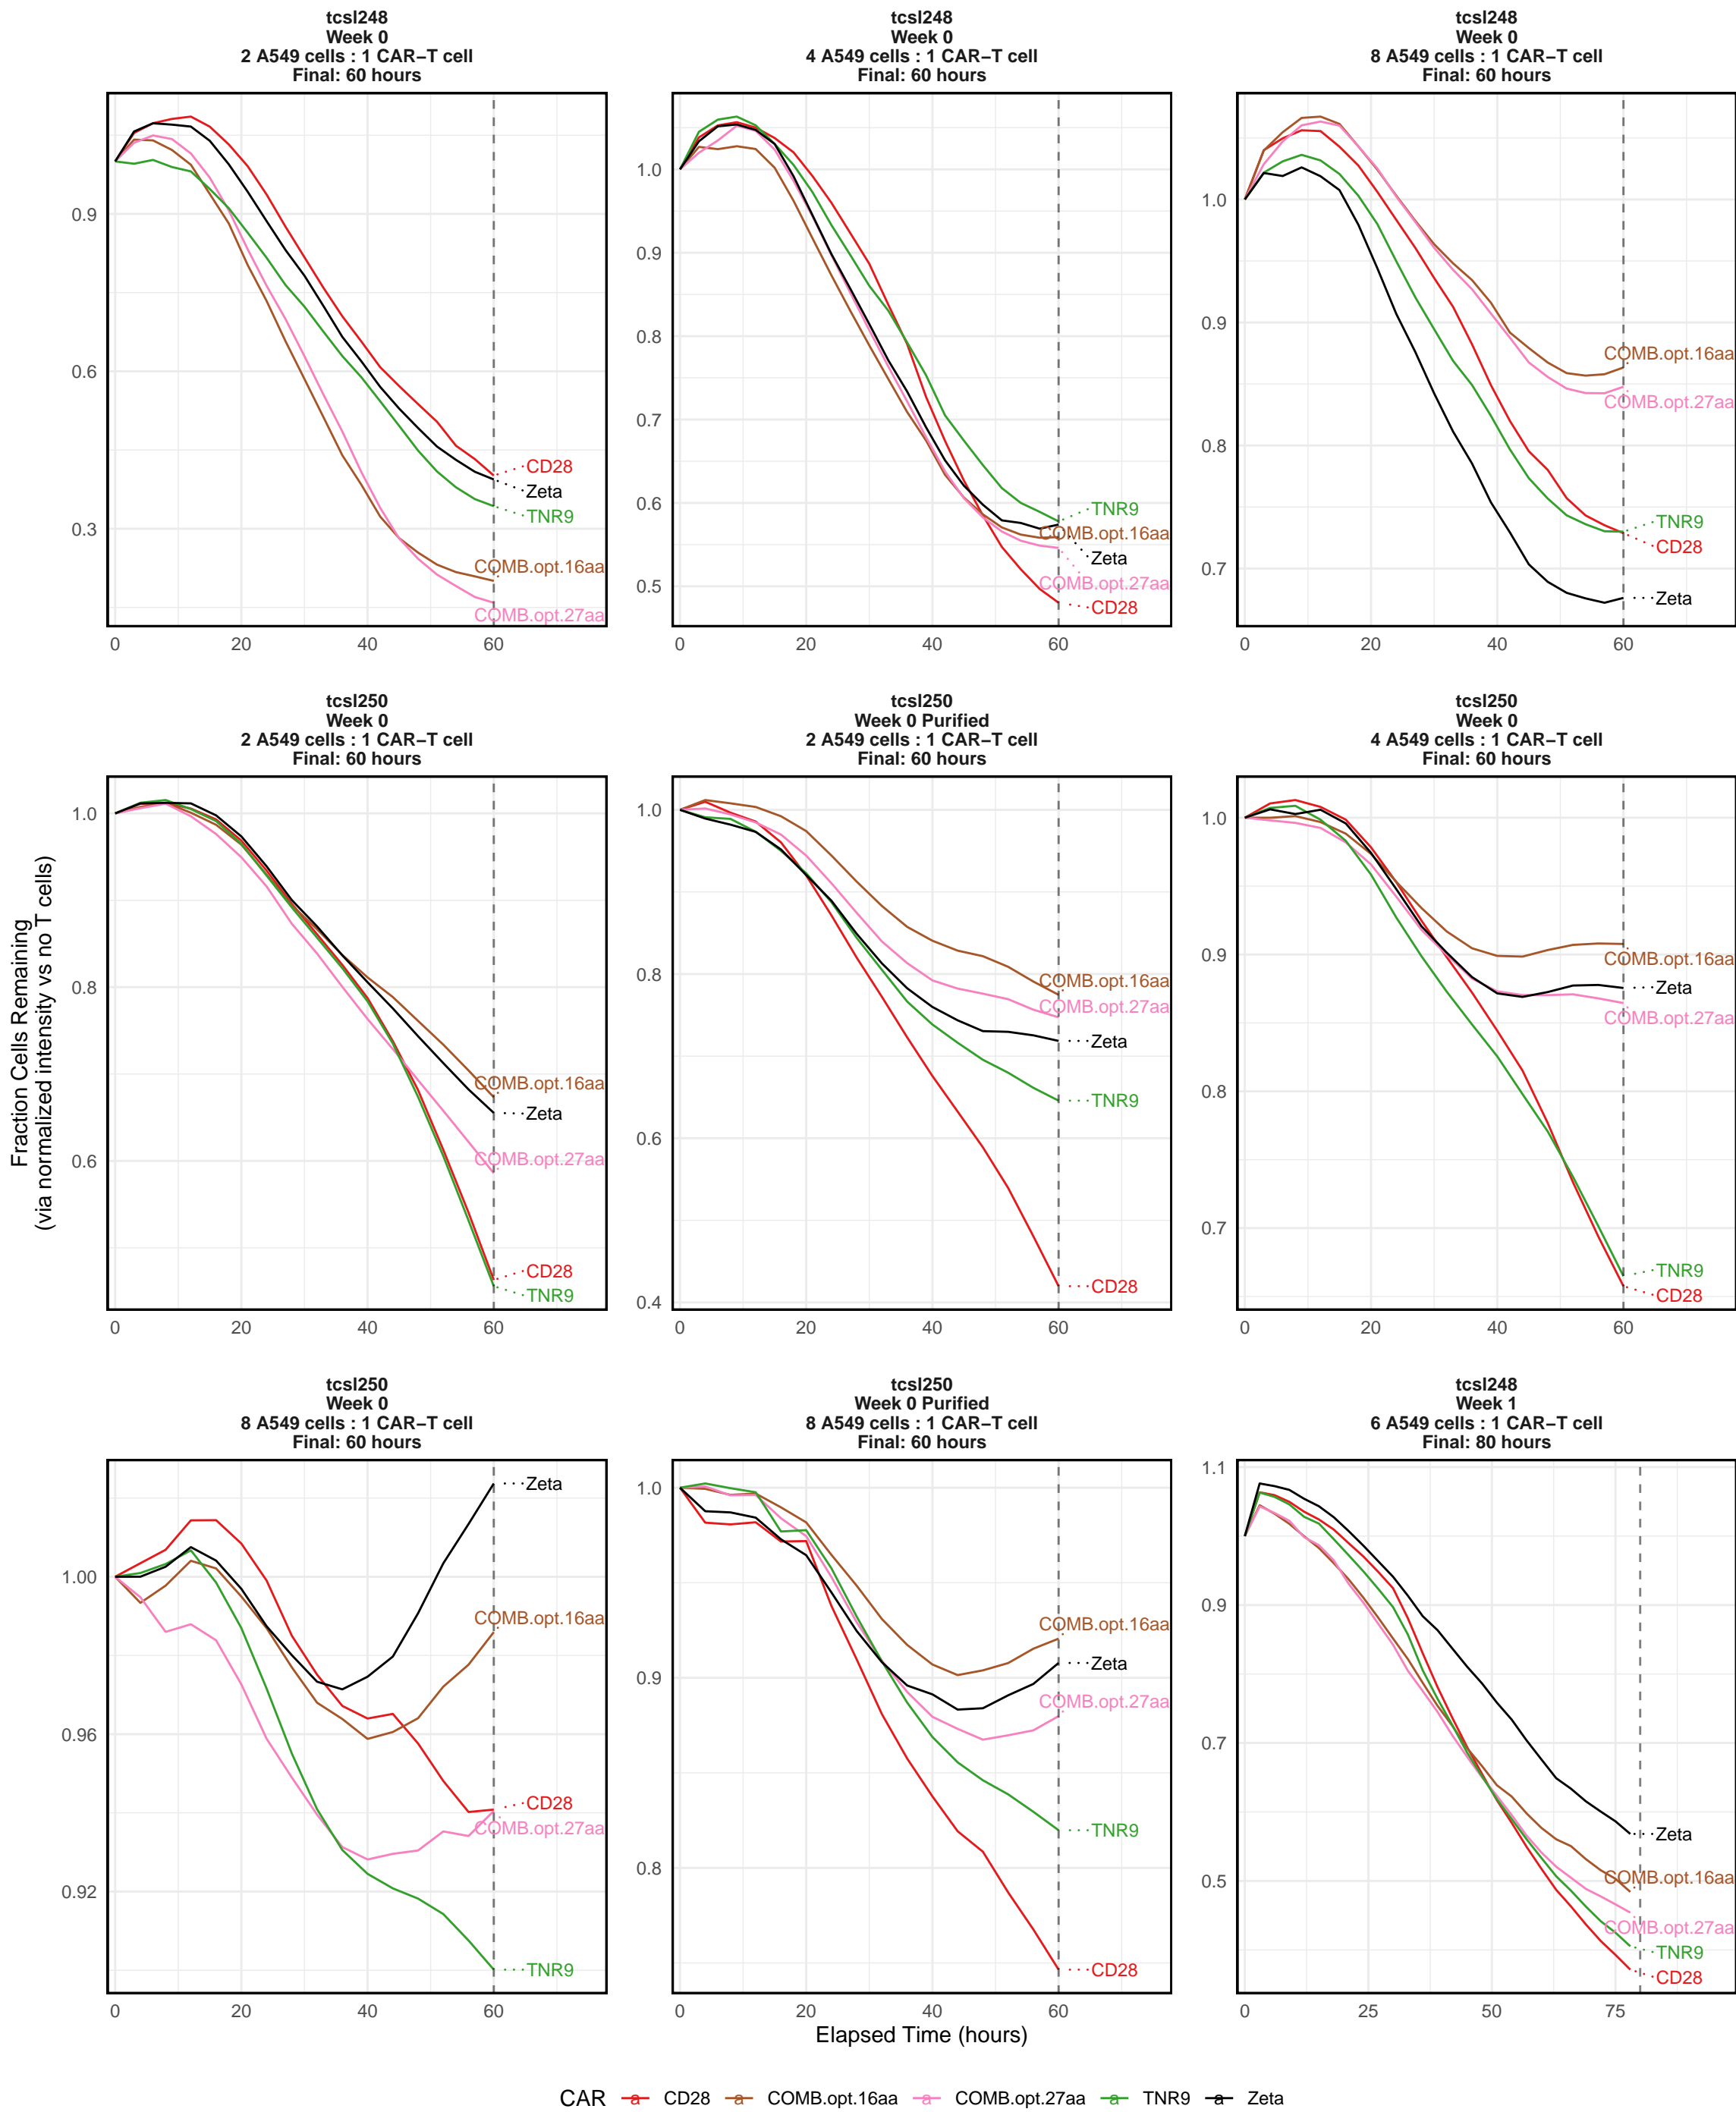 tcsl248
Week 0
2 A549 cells : 1 CAR−T cell
Final: 60 hours
0.9
0.6
0.3
CD28
Zeta
TNR9
COMB.opt.16aa
COMB.opt.27aa
0 20 40 60
tcsl248
Week 0
4 A549 cells : 1 CAR−T cell
Final: 60 hours
1.0
0.9
0.8
0.7
0.6
0.5
TNR9
COMB.opt.16aa
Zeta
COMB.opt.27aa
CD28
0 20 40 60
tcsl248
Week 0
8 A549 cells : 1 CAR−T cell
Final: 60 hours
1.0
0.9
0.8
0.7
COMB.opt.16aa
COMB.opt.27aa
TNR9
CD28
Zeta
0 20 40 60
Fraction Cells Remaining
(via normalized intensity vs no T cells)
tcsl250
Week 0
2 A549 cells : 1 CAR−T cell
Final: 60 hours
1.0
0.8
0.6
COMB.opt.16aa
Zeta
COMB.opt.27aa
CD28
TNR9
0 20 40 60
tcsl250
Week 0 Purified
2 A549 cells : 1 CAR−T cell
Final: 60 hours
1.0
0.8
0.6
0.4
COMB.opt.16aa
COMB.opt.27aa
Zeta
TNR9
CD28
0 20 40 60
tcsl250
Week 0
4 A549 cells : 1 CAR−T cell
Final: 60 hours
1.0
0.9
0.8
0.7
COMB.opt.16aa
Zeta
COMB.opt.27aa
TNR9
CD28
0 20 40 60
tcsl250
Week 0
8 A549 cells : 1 CAR−T cell
Final: 60 hours
1.00
0.96
0.92
Zeta
COMB.opt.16aa
CD28
COMB.opt.27aa
TNR9
0 20 40 60
tcsl250
Week 0 Purified
8 A549 cells : 1 CAR−T cell
Final: 60 hours
1.0
0.9
0.8
COMB.opt.16aa
Zeta
COMB.opt.27aa
TNR9
CD28
0 20 40 60
tcsl248
Week 1
6 A549 cells : 1 CAR−T cell
Final: 80 hours
1.1
0.9
0.7
0.5
Zeta
COMB.opt.16aa
COMB.opt.27aa
TNR9
CD28
0 25 50 75
Elapsed Time (hours)
CAR a CD28 a COMB.opt.16aa a COMB.opt.27aa a TNR9 a Zeta